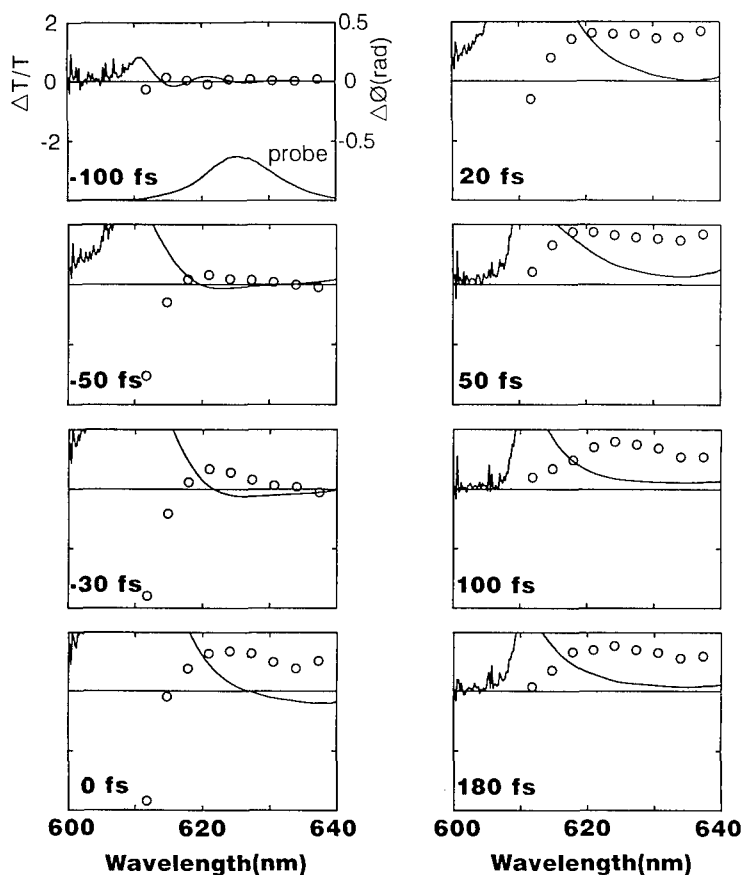 2
0.5
ΔT/T
0
0
ΔØ(rad)
-2
-0.5
probe
-100 fs
20 fs
-50 fs
50 fs
-30 fs
100 fs
0 fs
180 fs
600
620
640
600
620
640
Wavelength(nm)
Wavelength(nm)